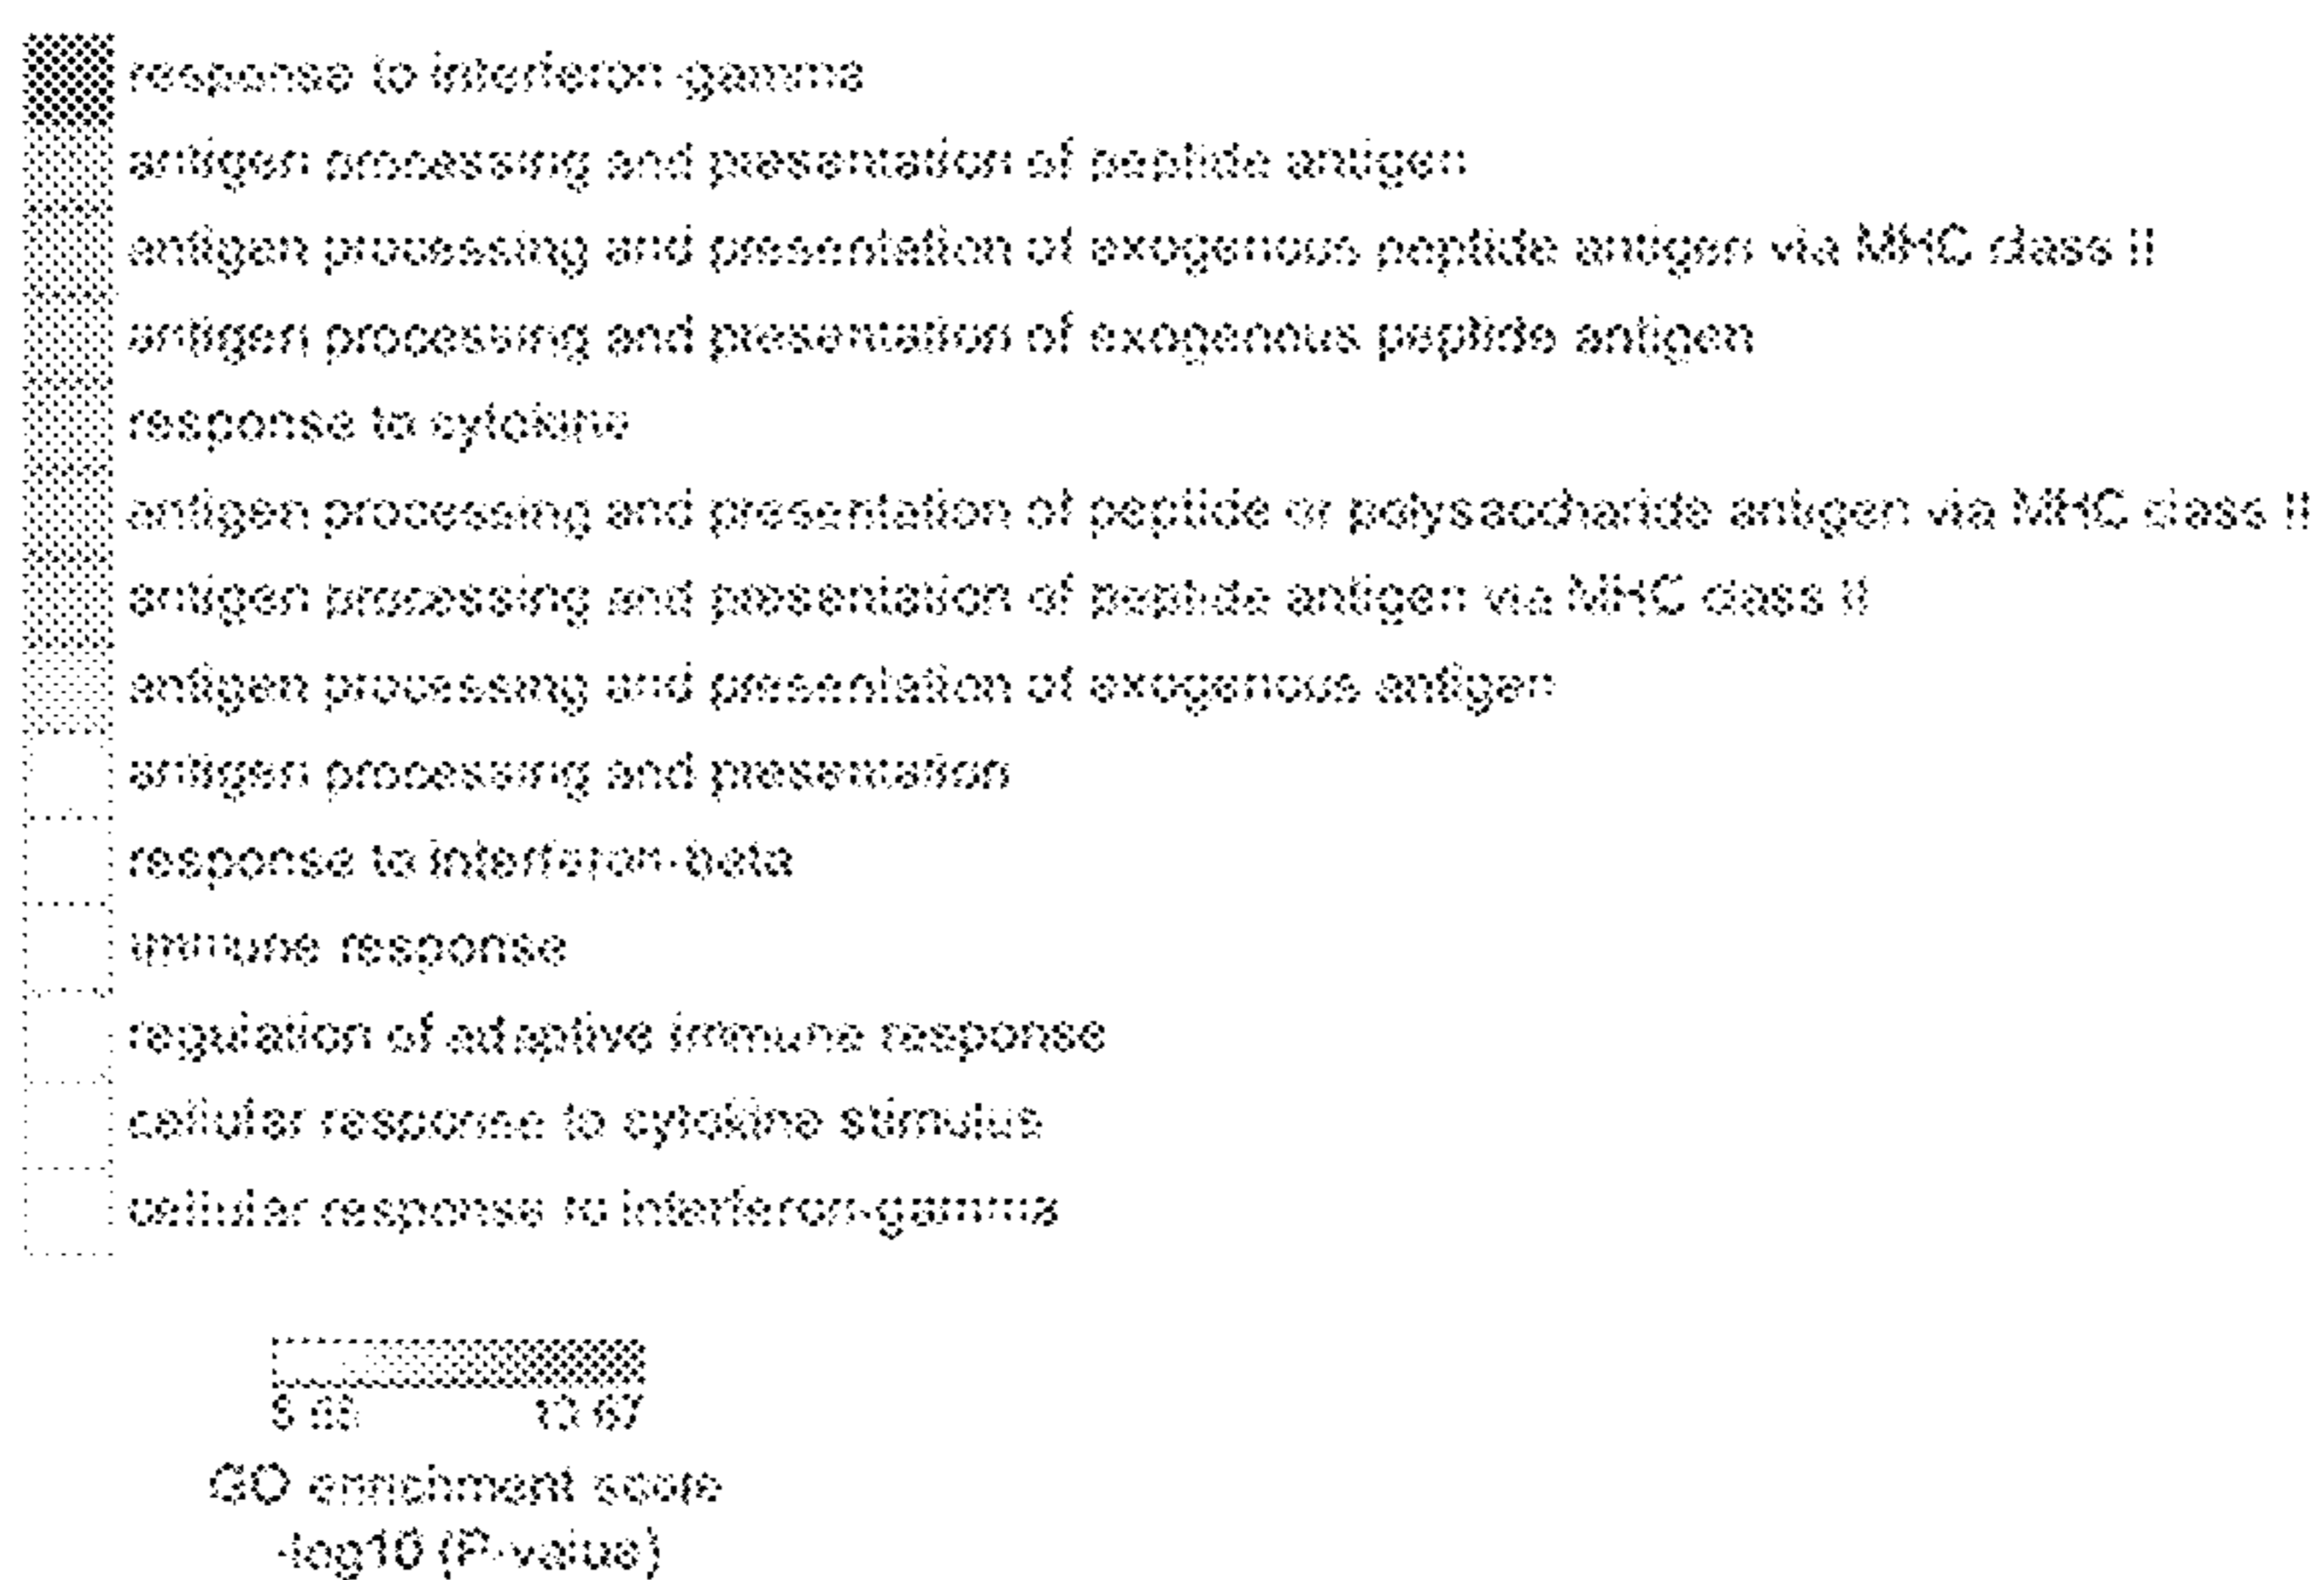 response to interferon-gamma
antigen processing and presentation of peptide antigen
antigen processing and presentation of exogenous peptide antigen via MHC class II
antigen processing and presentation of exogenous peptide antigen
response to cytokine
antigen processing and presentation of peptide or polysaccharide antigen via MHC class II
antigen processing and presentation of peptide antigen via MHC class II
antigen processing and presentation of exogenous antigen
antigen processing and presentation
response to interferon-beta
immune response
regulation of adaptive immune response
cellular response to cytokine stimulus
cellular response to interferon-gamma
GO enrichment score
-log10 (P-value)